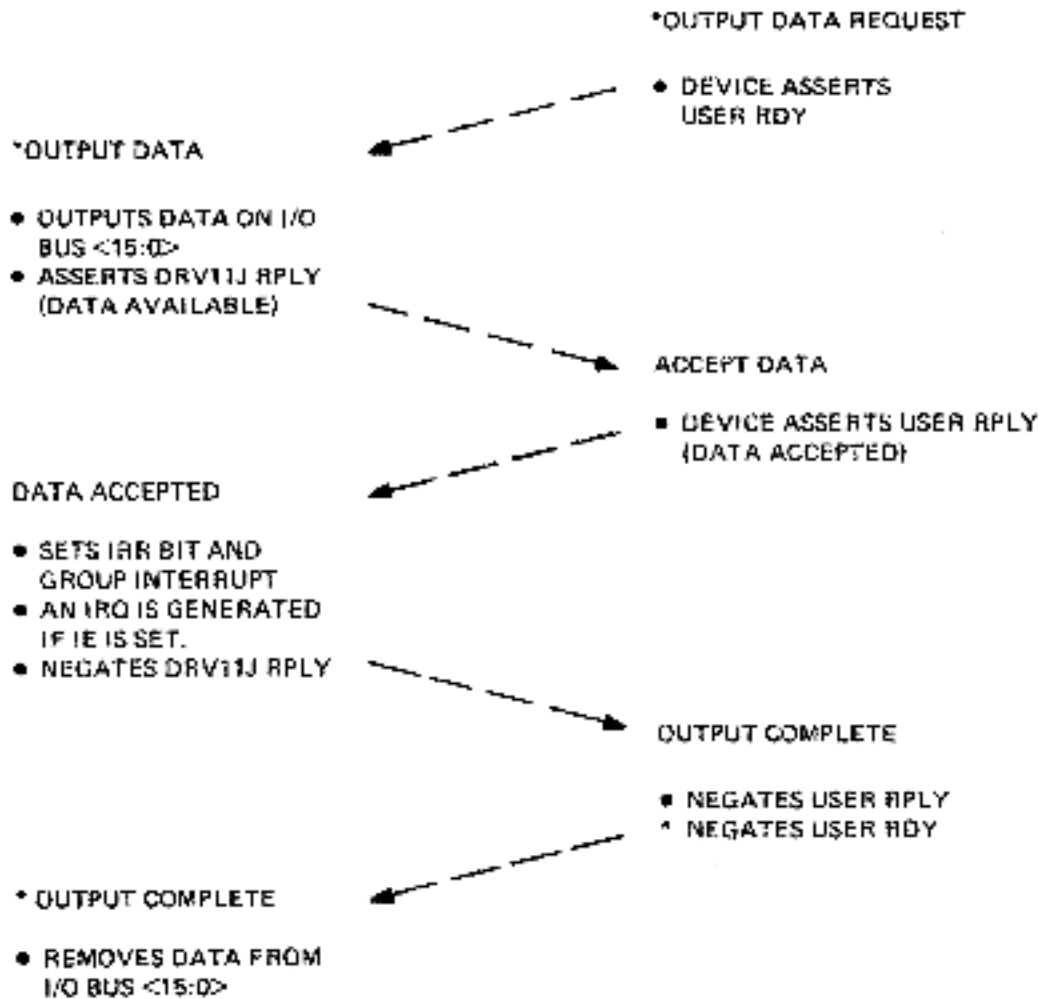 *OUTPUT DATA REQUEST
● DEVICE ASSERTS
USER RDY
*OUTPUT DATA
● OUTPUTS DATA ON I/O
BUS <15:0>
● ASSERTS DRV11J RPLY
(DATA AVAILABLE)
ACCEPT DATA
● DEVICE ASSERTS USER RPLY
(DATA ACCEPTED)
DATA ACCEPTED
● SETS IRR BIT AND
GROUP INTERRUPT
● AN IRQ IS GENERATED
IF IE IS SET.
● NEGATES DRV11J RPLY
OUTPUT COMPLETE
● NEGATES USER RPLY
* NEGATES USER RDY
* OUTPUT COMPLETE
● REMOVES DATA FROM
I/O BUS <15:0>